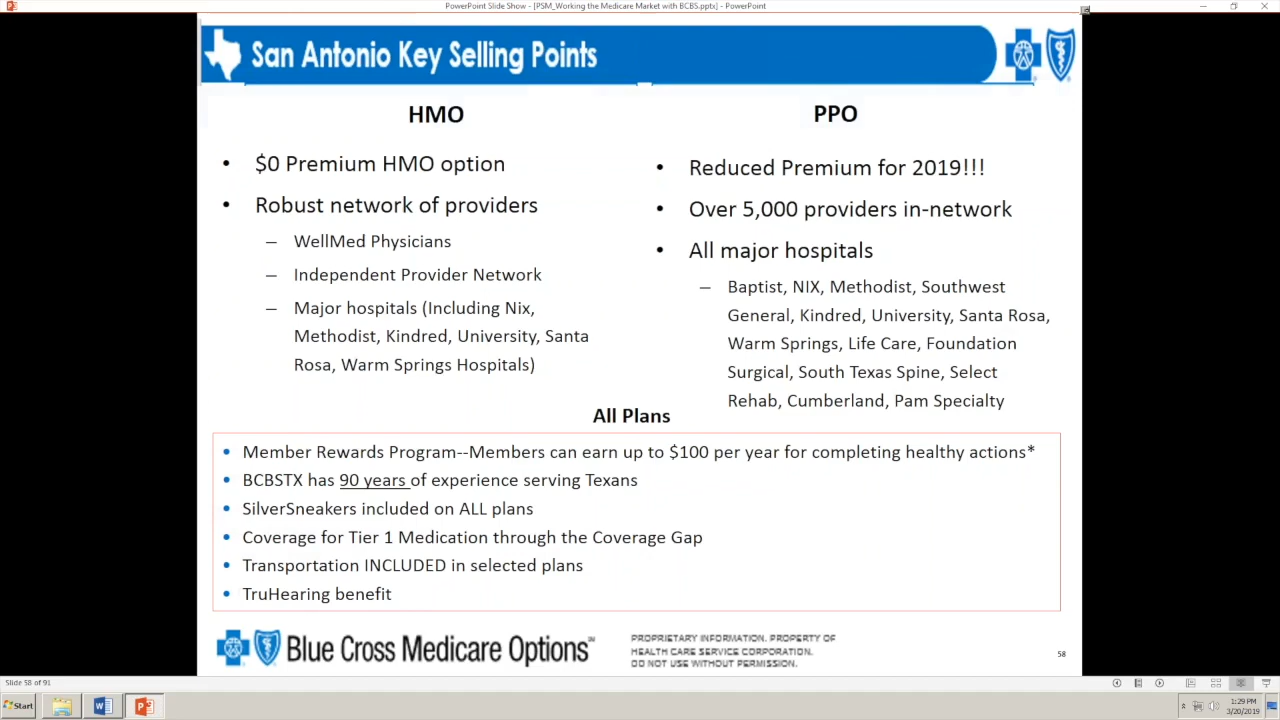 PowerPoint Slide Show - [PSM_Working the Medicare Market with BCBS.pptx] - PowerPoint
San Antonio Key Selling Points
HMO
• $0 Premium HMO option
• Robust network of providers
– WellMed Physicians
– Independent Provider Network
– Major hospitals (Including Nix,
Methodist, Kindred, University, Santa
Rosa, Warm Springs Hospitals)
PPO
• Reduced Premium for 2019!!!
• Over 5,000 providers in-network
• All major hospitals
– Baptist, NIX, Methodist, Southwest
General, Kindred, University, Santa Rosa,
Warm Springs, Life Care, Foundation
Surgical, South Texas Spine, Select
Rehab, Cumberland, Pam Specialty
All Plans
• Member Rewards Program--Members can earn up to $100 per year for completing healthy actions*
• BCBSTX has 90 years of experience serving Texans
• SilverSneakers included on ALL plans
• Coverage for Tier 1 Medication through the Coverage Gap
• Transportation INCLUDED in selected plans
• TruHearing benefit
Blue Cross Medicare Options℠
PROPRIETARY INFORMATION. PROPERTY OF
HEALTH CARE SERVICE CORPORATION.
DO NOT USE WITHOUT PERMISSION.
58
Slide 58 of 91
Start
1:29 PM
3/20/2019